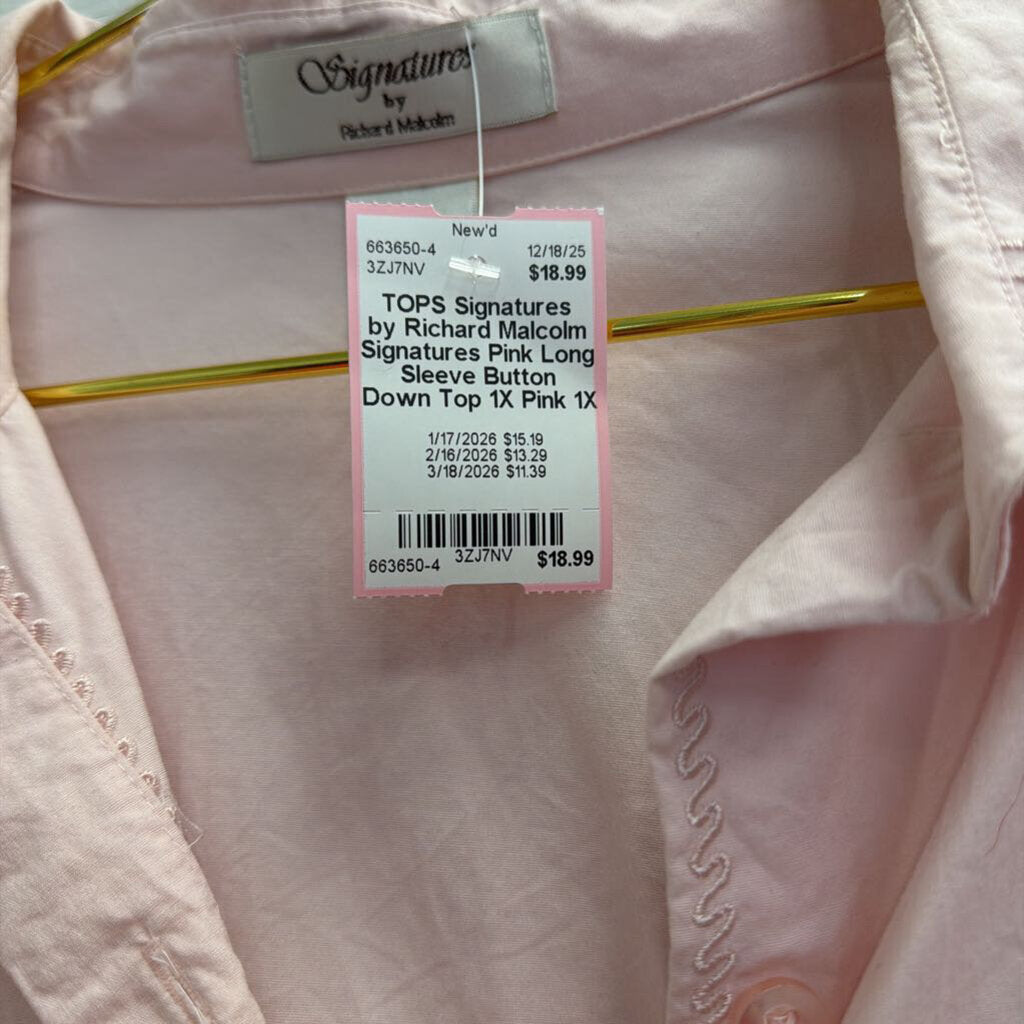 Signatures
by
Richard Malcolm
New'd
663650-4 12/18/25
3ZJ7NV $18.99
TOPS Signatures
by Richard Malcolm
Signatures Pink Long
Sleeve Button
Down Top 1X Pink 1X
1/17/2026 $15.19
2/16/2026 $13.29
3/18/2026 $11.39
663650-4 3ZJ7NV $18.99